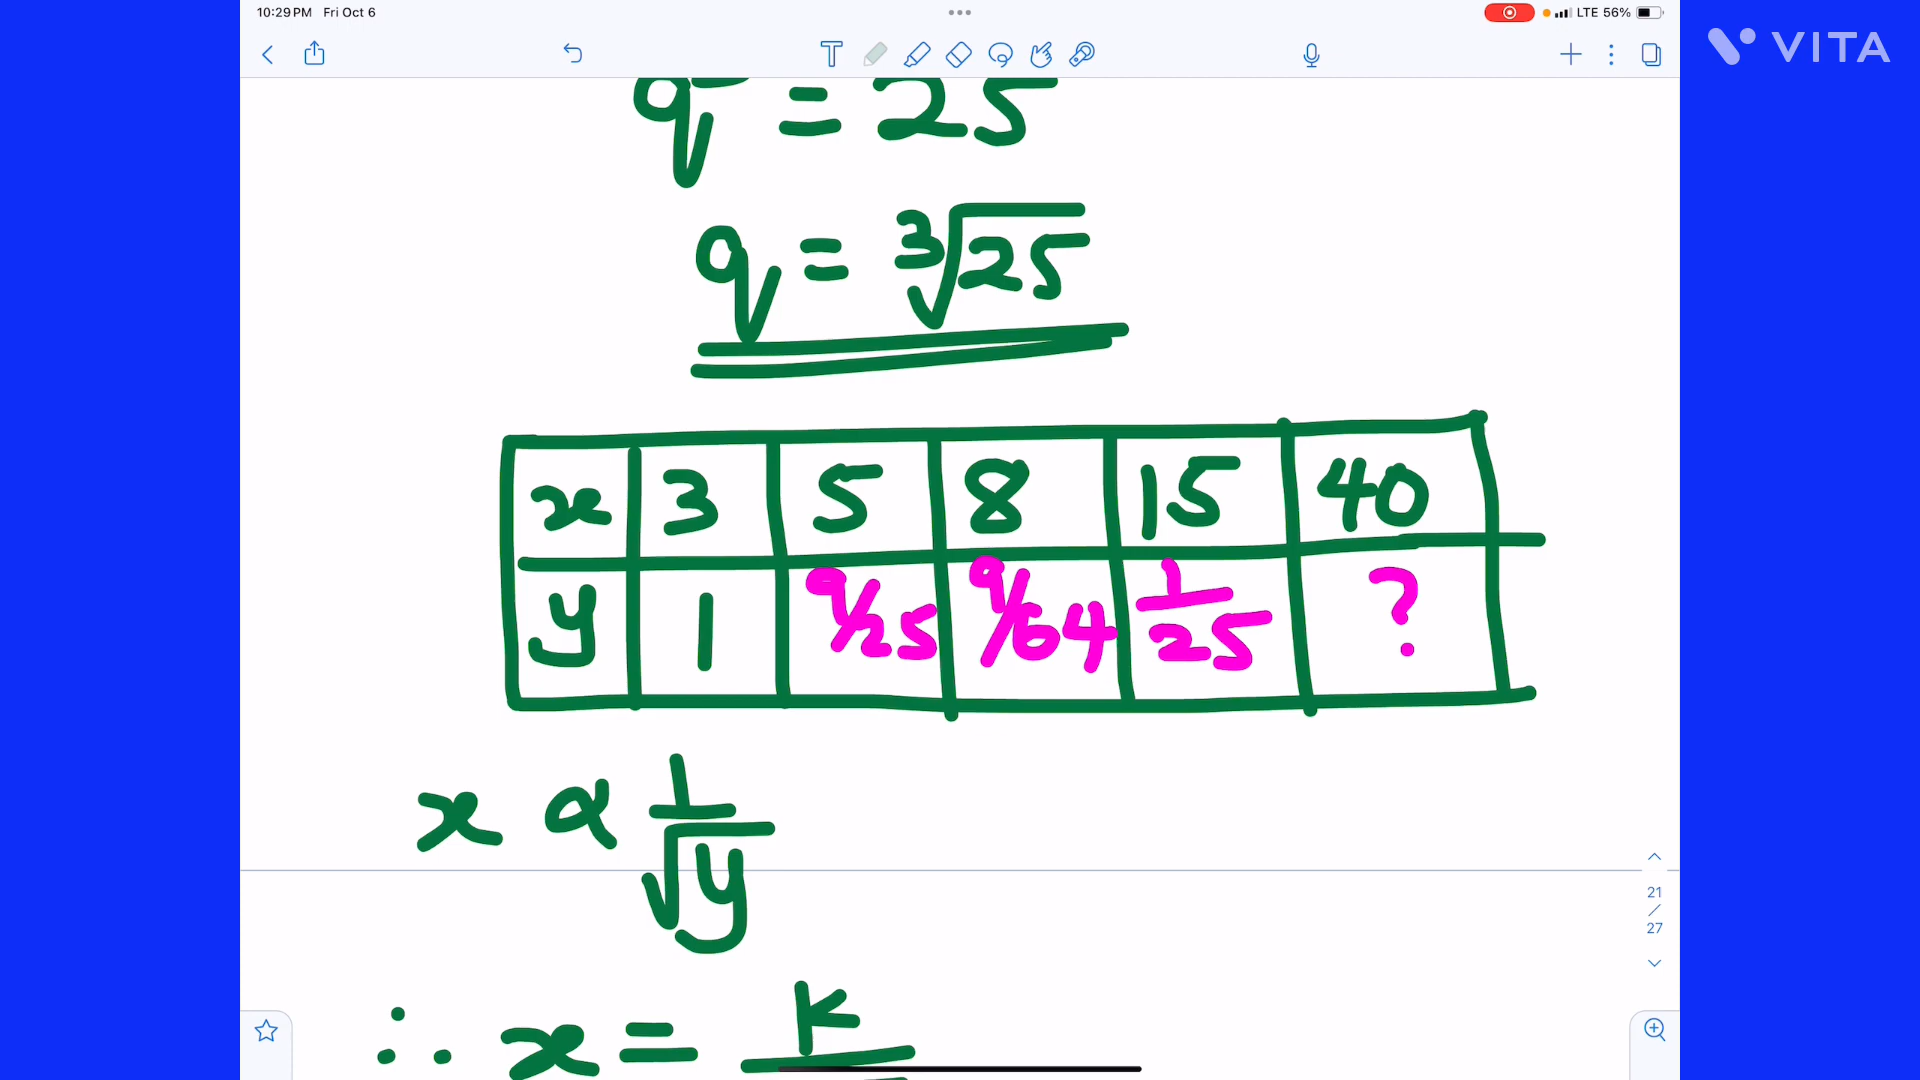 10:29 PM Fri Oct 6
LTE 56%
VITA
q = 25
q = ∛25
x 3 5 8 15 40
y 1 9/25 9/64 1/25 ?
x α 1/√y
21
/
27
∴ x = K